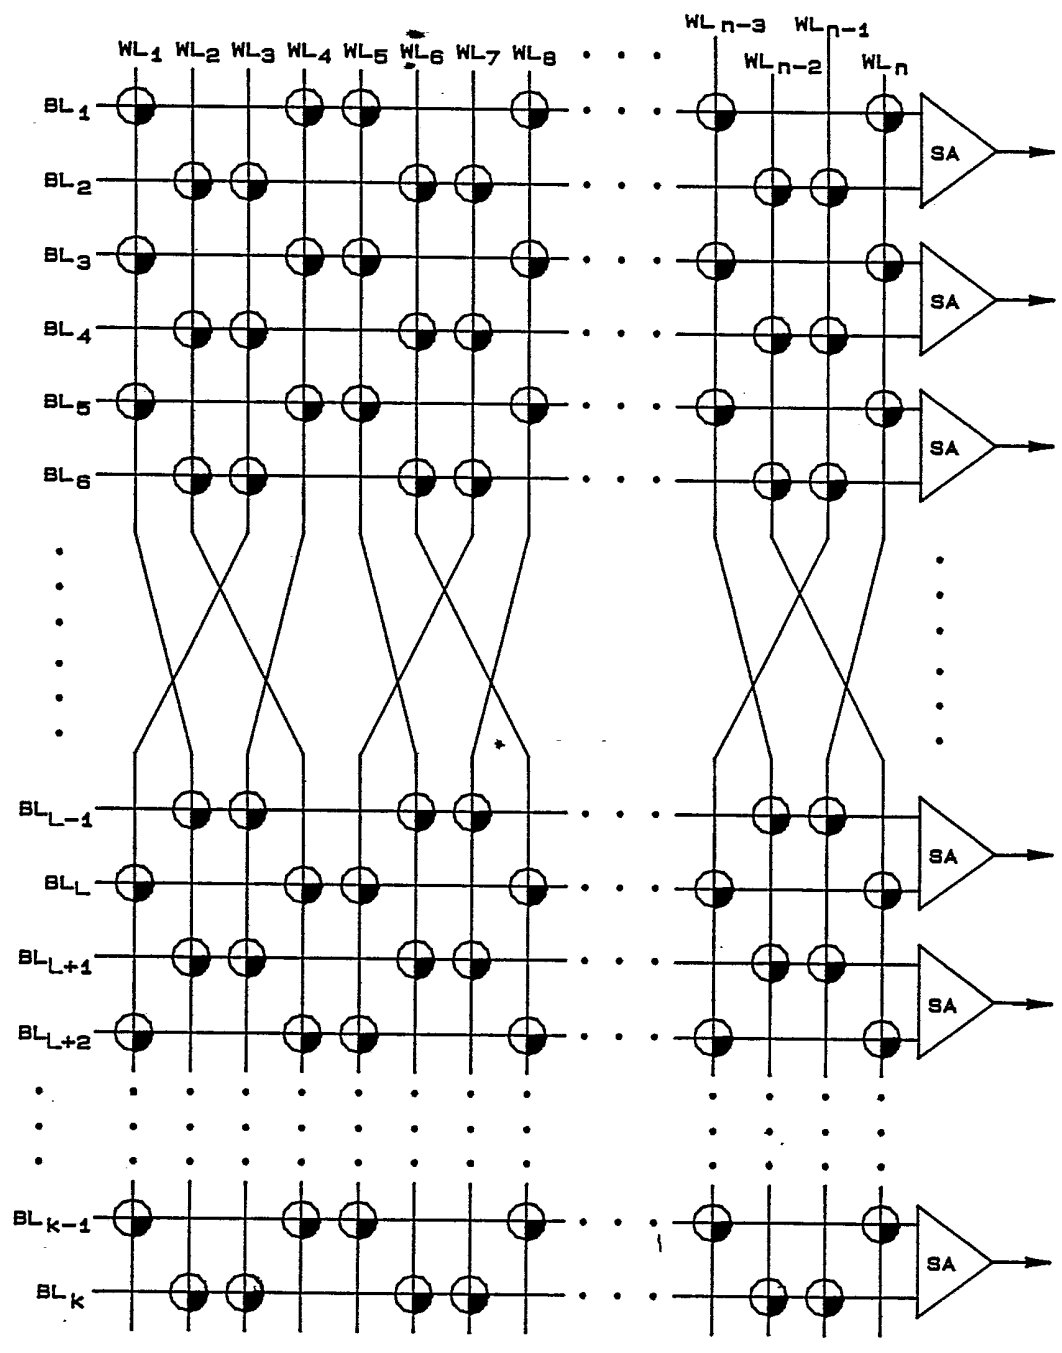 WL1 WL2 WL3 WL4 WL5 WL6 WL7 WL8 WLn-3 WLn-2 WLn-1 WLn
BL1
SA
BL2
BL3
SA
BL4
BL5
SA
BL6
BLL-1
SA
BLL
BLL+1
SA
BLL+2
BLK-1
SA
BLK